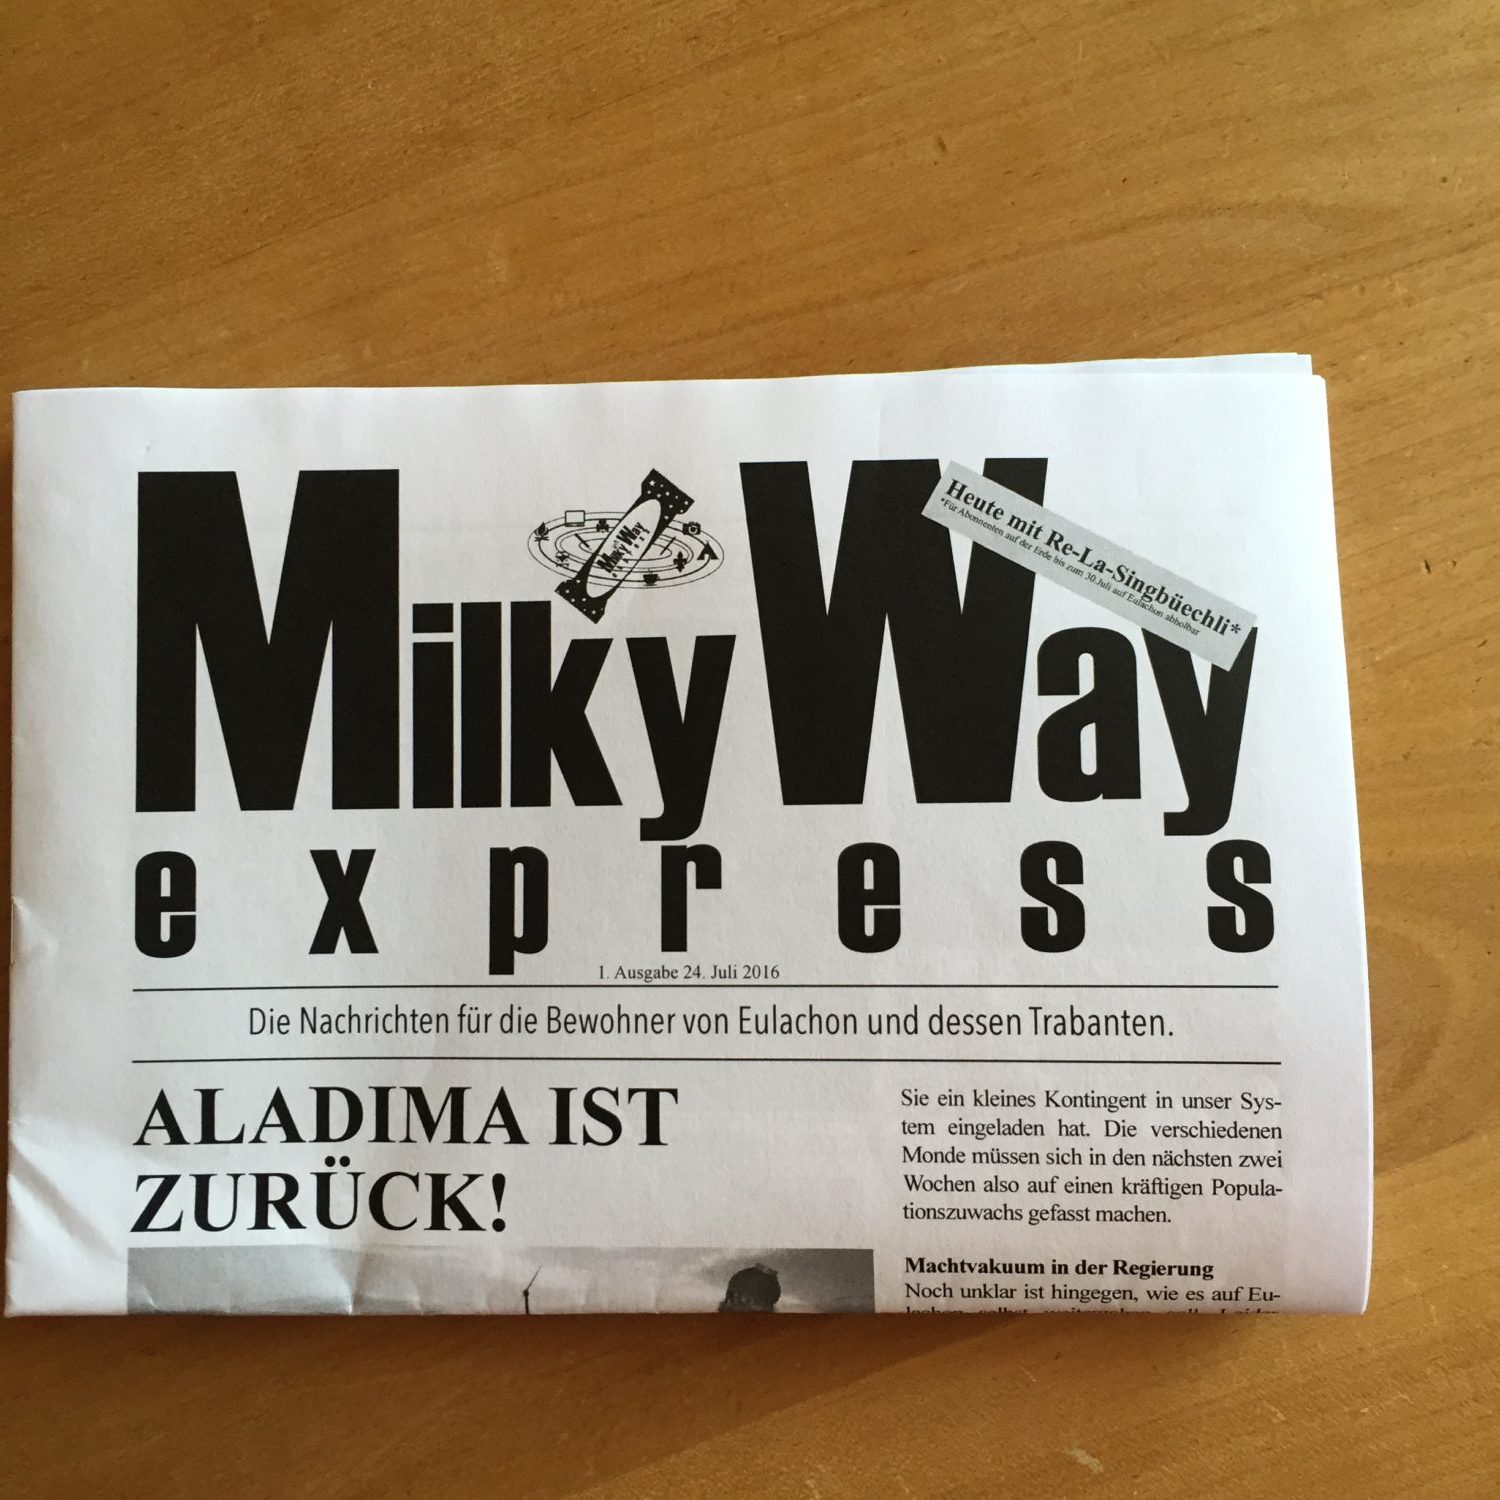 Milky Way
express
Milky Way
express
Heute mit Re-La-Singbüechli*
*Für Abonnenten auf der Erde bis zum 30.Juli auf Eulachon abholbar
1. Ausgabe 24. Juli 2016
Die Nachrichten für die Bewohner von Eulachon und dessen Trabanten.
ALADIMA IST
ZURÜCK!
Sie ein kleines Kontingent in unser Sys-
tem eingeladen hat. Die verschiedenen
Monde müssen sich in den nächsten zwei
Wochen also auf einen kräftigen Popula-
tionszuwachs gefasst machen.
Machtvakuum in der Regierung
Noch unklar ist hingegen, wie es auf Eu-